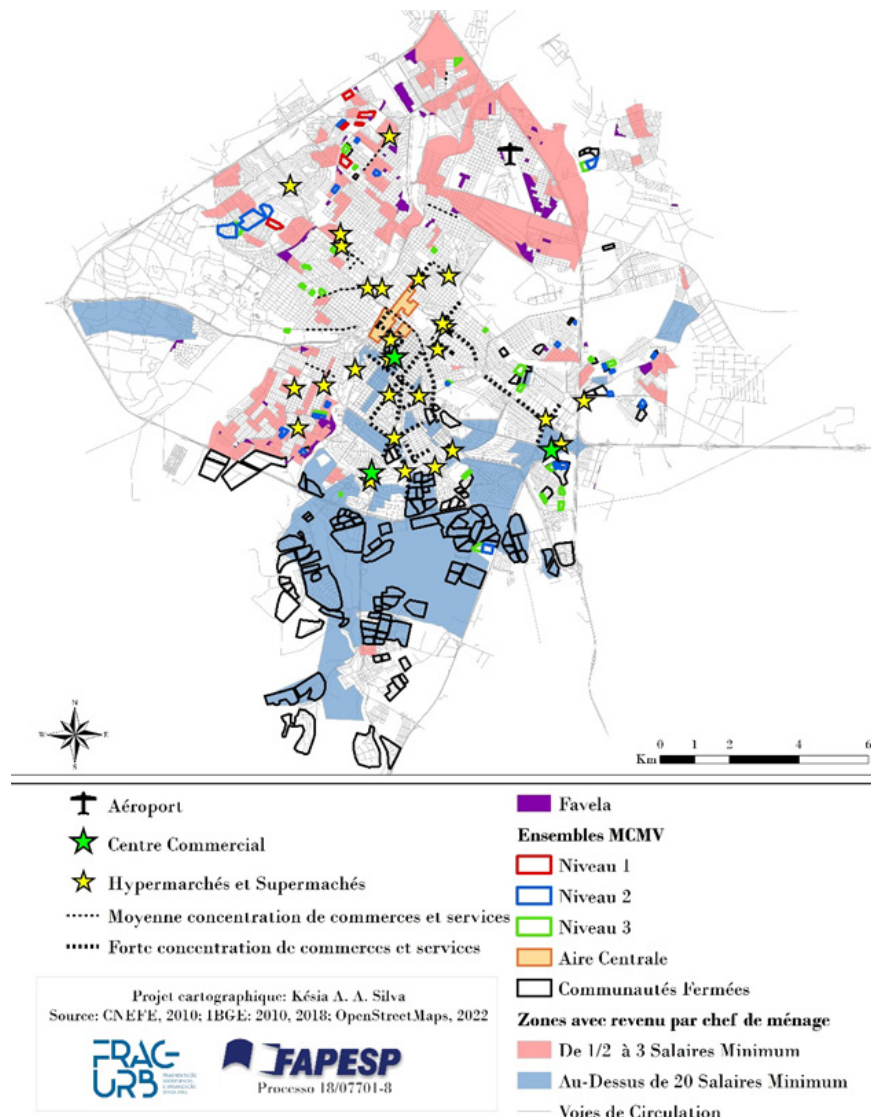 N
W E
S
0 1 2 4 6
Km
Aéroport
Centre Commercial
Hypermarchés et Supermachés
Moyenne concentration de commerces et services
Forte concentration de commerces et services
Projet cartographique: Késia A. A. Silva
Source: CNEFE, 2010; IBGE: 2010, 2018; OpenStreetMaps, 2022
FRAG-
URB
FAPESP
Processo 18/07701-8
Favela
Ensembles MCMV
Niveau 1
Niveau 2
Niveau 3
Aire Centrale
Communautés Fermées
Zones avec revenu par chef de ménage
De 1/2 à 3 Salaires Minimum
Au-Dessus de 20 Salaires Minimum
Voies de Circulation